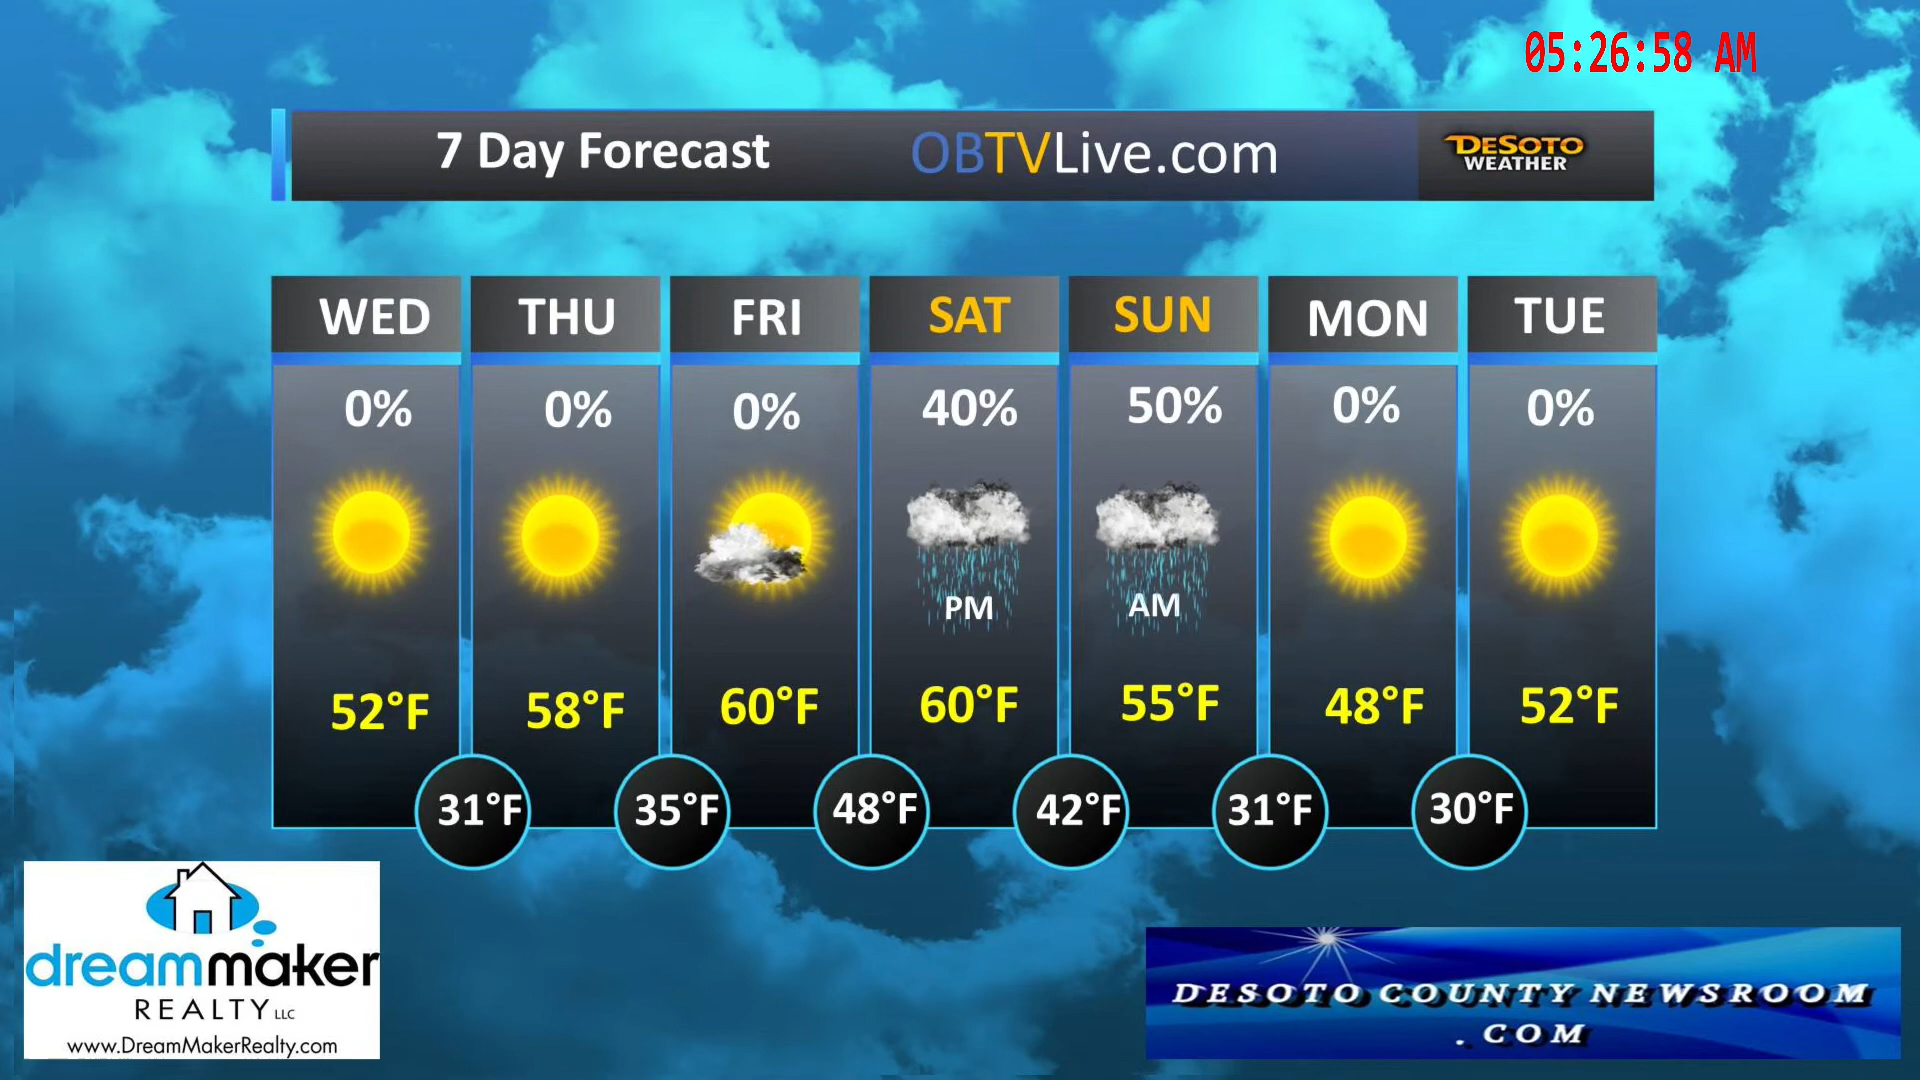 05:26:58 AM
7 Day Forecast OBTVLive.com DESOTO
WEATHER
WED THU FRI SAT SUN MON TUE
0% 0% 0% 40% 50% 0% 0%
PM AM
52°F 58°F 60°F 60°F 55°F 48°F 52°F
31°F 35°F 48°F 42°F 31°F 30°F
dreammaker
REALTY LLC
www.DreamMakerRealty.com
DESOTO COUNTY NEWSROOM
.COM